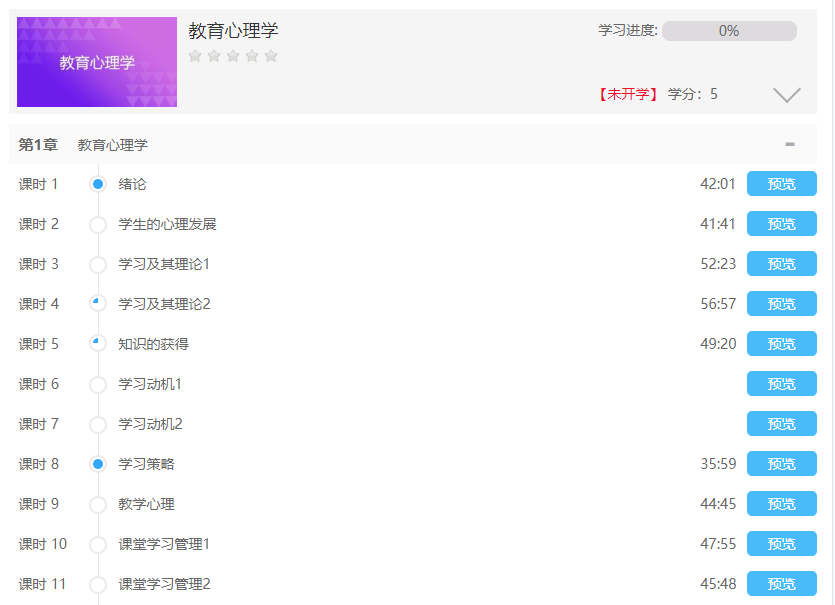 教育心理学
教育心理学
学习进度: 0%
【未开学】 学分：5
第1章 教育心理学
课时 1 绪论 42:01 预览
课时 2 学生的心理发展 41:41 预览
课时 3 学习及其理论1 52:23 预览
课时 4 学习及其理论2 56:57 预览
课时 5 知识的获得 49:20 预览
课时 6 学习动机1 预览
课时 7 学习动机2 预览
课时 8 学习策略 35:59 预览
课时 9 教学心理 44:45 预览
课时 10 课堂学习管理1 47:55 预览
课时 11 课堂学习管理2 45:48 预览